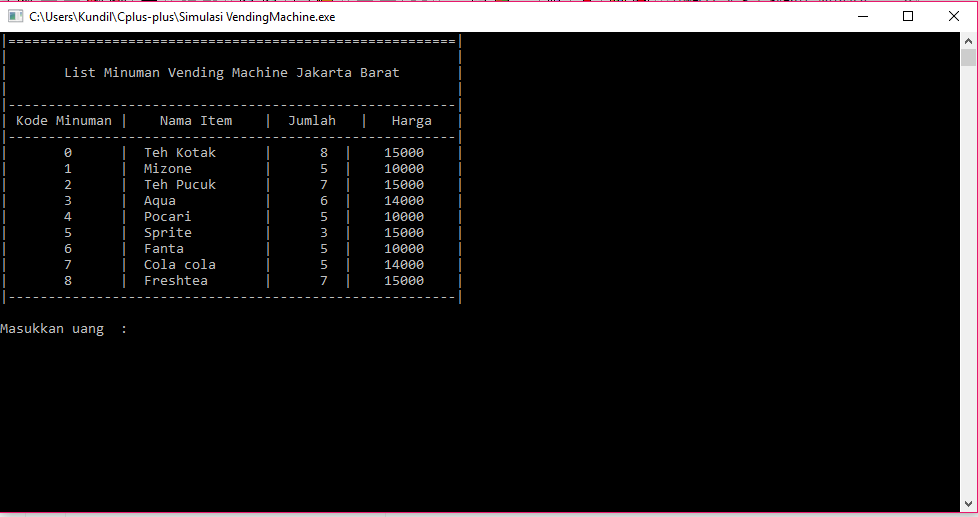 C:\Users\Kundil\Cplus-plus\Simulasi VendingMachine.exe
|========================================================|
|                                                        |
|       List Minuman Vending Machine Jakarta Barat       |
|                                                        |
|--------------------------------------------------------|
| Kode Minuman |    Nama Item    |  Jumlah   |   Harga   |
|--------------------------------------------------------|
|       0      |  Teh Kotak      |      8  |    15000    |
|       1      |  Mizone         |      5  |    10000    |
|       2      |  Teh Pucuk      |      7  |    15000    |
|       3      |  Aqua           |      6  |    14000    |
|       4      |  Pocari         |      5  |    10000    |
|       5      |  Sprite         |      3  |    15000    |
|       6      |  Fanta          |      5  |    10000    |
|       7      |  Cola cola      |      5  |    14000    |
|       8      |  Freshtea       |      7  |    15000    |
|--------------------------------------------------------|
Masukkan uang  :